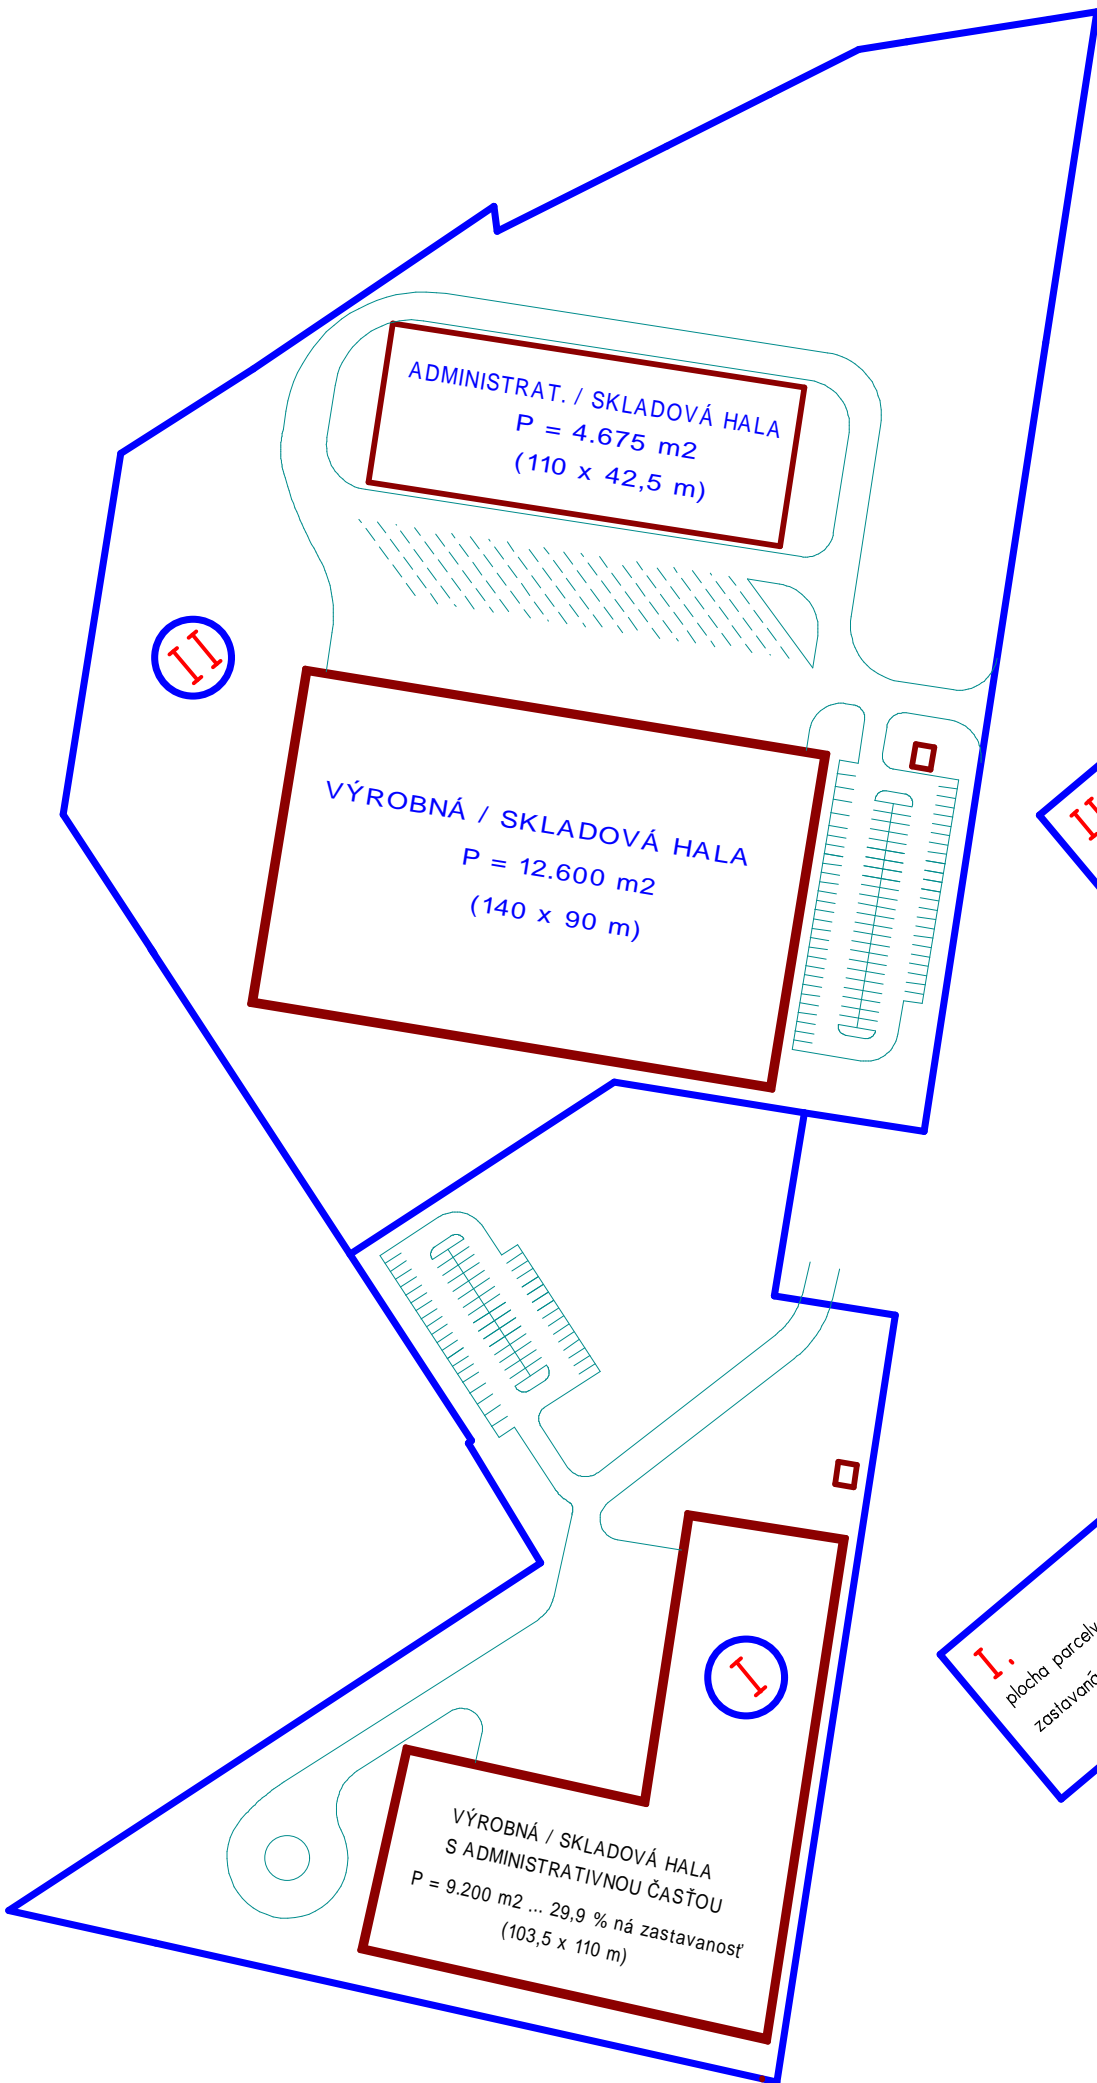 ADMINISTRAT. / SKLADOVÁ HALA
P = 4.675 m2
(110 x 42,5 m)
II
VÝROBNÁ / SKLADOVÁ HALA
P = 12.600 m2
(140 x 90 m)
I.
plocha parcely
I
VÝROBNÁ / SKLADOVÁ HALA
S ADMINISTRATIVNOU ČASŤOU
P = 9.200 m2 ... 29,9 % ná zastavanosť
(103,5 x 110 m)